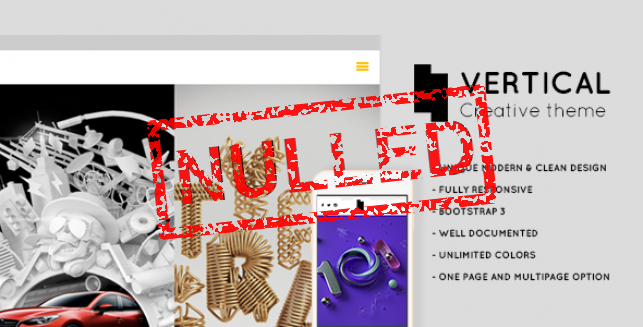 VERTICAL
Creative theme
NULLED
MODERN & CLEAN DESIGN
- FULLY RESPONSIVE
- BOOTSTRAP 3
- WELL DOCUMENTED
- UNLIMITED COLORS
- ONE PAGE AND MULTIPAGE OPTION
10